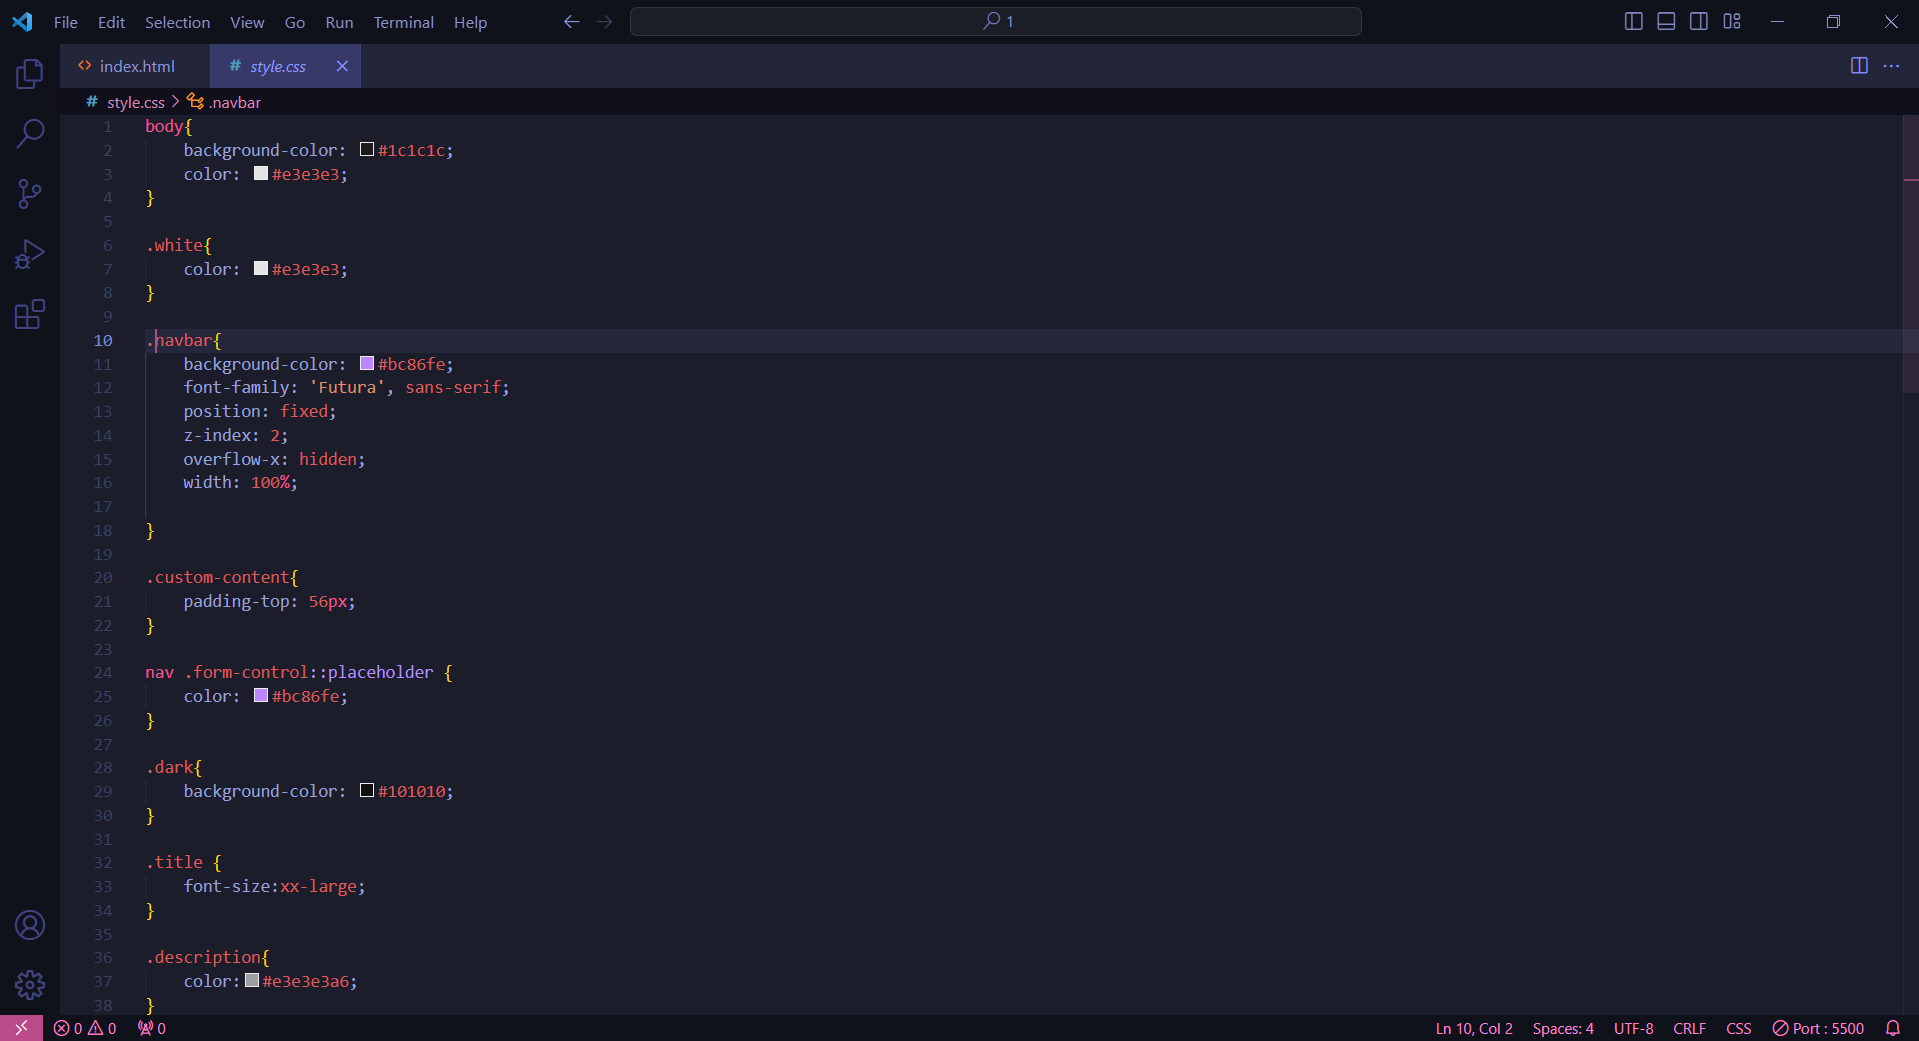 File Edit Selection View Go Run Terminal Help 1
index.html style.css
style.css .navbar
1 body{
2 background-color: #1c1c1c;
3 color: #e3e3e3;
4 }
5
6 .white{
7 color: #e3e3e3;
8 }
9
10 .navbar{
11 background-color: #bc86fe;
12 font-family: 'Futura', sans-serif;
13 position: fixed;
14 z-index: 2;
15 overflow-x: hidden;
16 width: 100%;
17
18 }
19
20 .custom-content{
21 padding-top: 56px;
22 }
23
24 nav .form-control::placeholder {
25 color: #bc86fe;
26 }
27
28 .dark{
29 background-color: #101010;
30 }
31
32 .title {
33 font-size:xx-large;
34 }
35
36 .description{
37 color:#e3e3e3a6;
38 }
0 0 0 Ln 10, Col 2 Spaces: 4 UTF-8 CRLF CSS Port : 5500